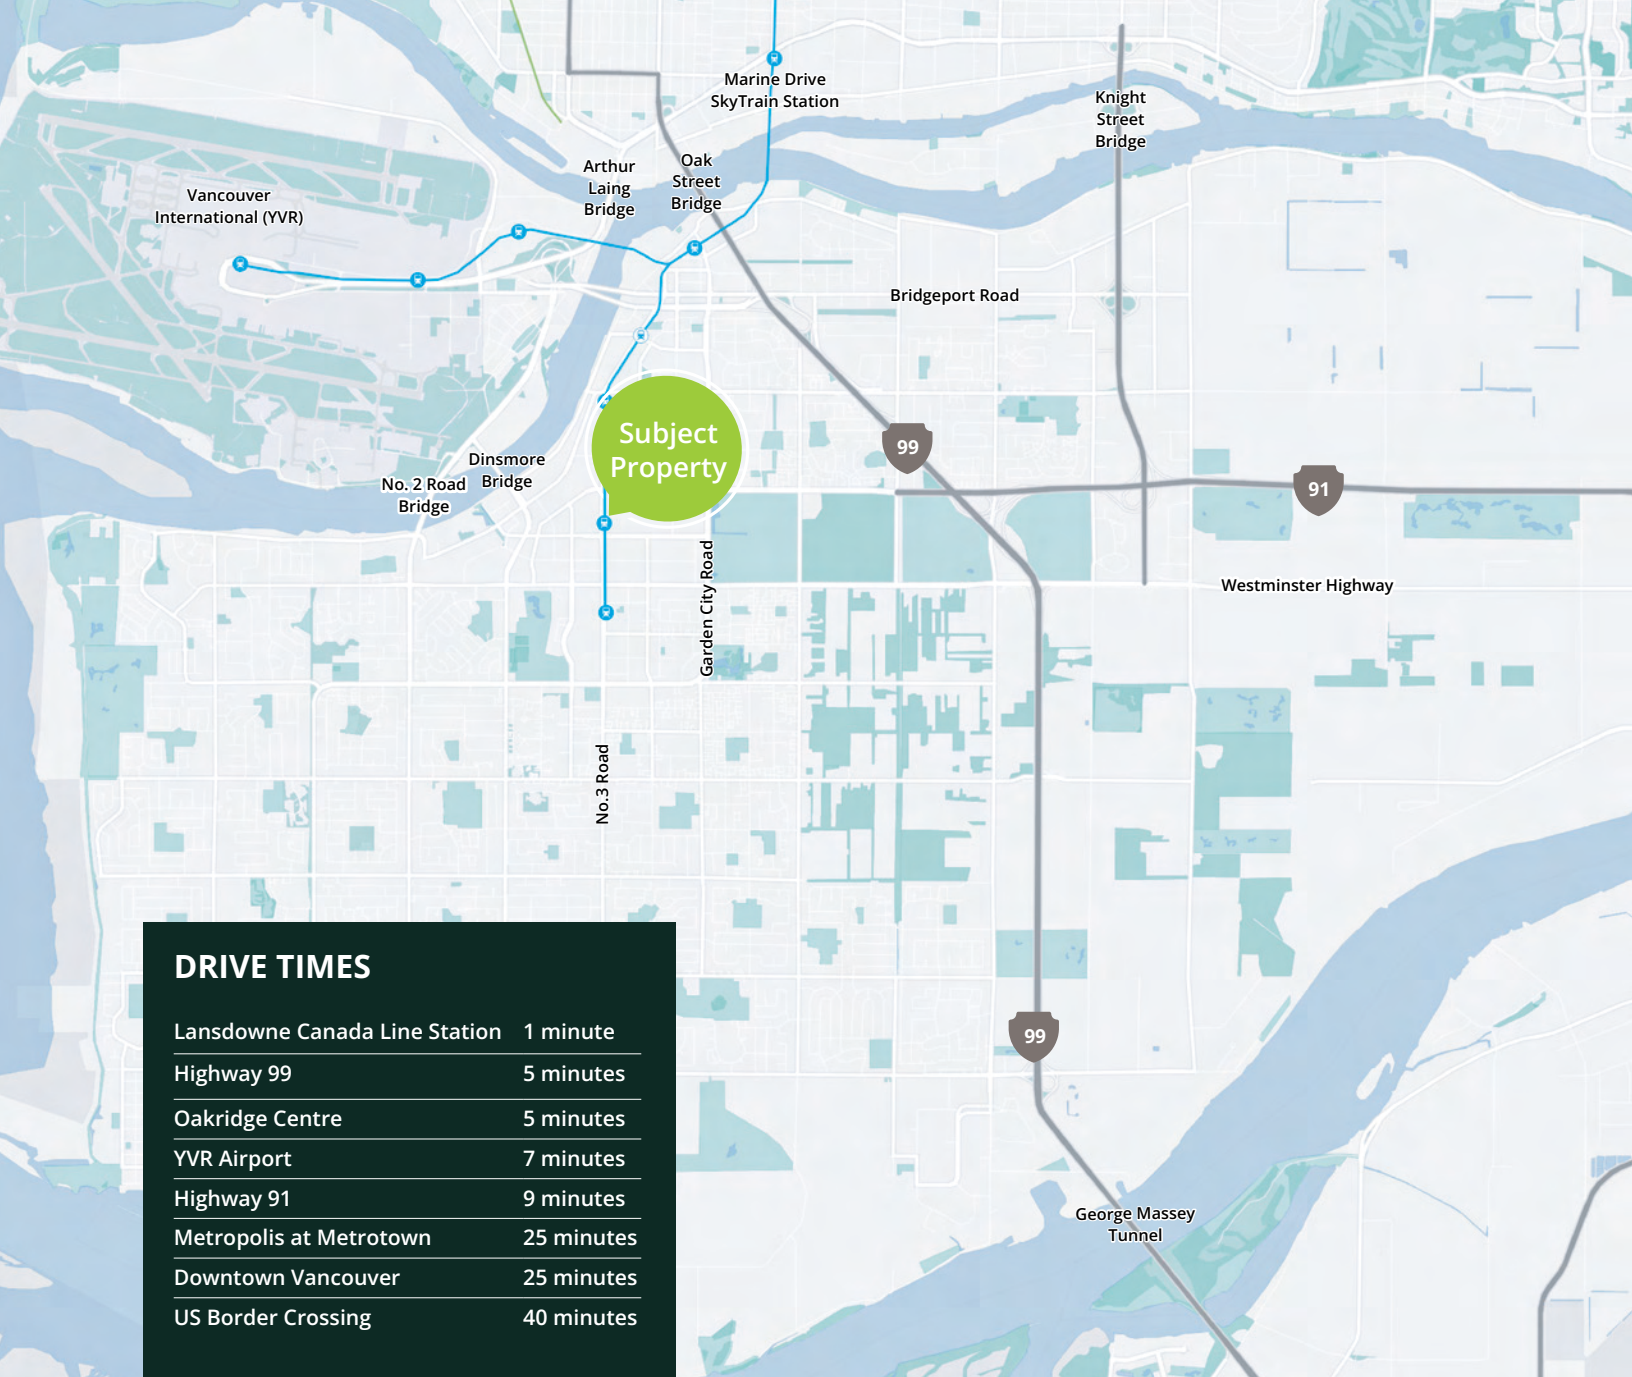 Marine Drive
SkyTrain Station
Knight
Street
Bridge
Arthur
Laing
Bridge
Oak
Street
Bridge
Vancouver
International (YVR)
Bridgeport Road
Subject
Property
99
Dinsmore
Bridge
No. 2 Road
Bridge
91
Westminster Highway
Garden City Road
No.3 Road
99
George Massey
Tunnel
DRIVE TIMES
Lansdowne Canada Line Station 1 minute
Highway 99 5 minutes
Oakridge Centre 5 minutes
YVR Airport 7 minutes
Highway 91 9 minutes
Metropolis at Metrotown 25 minutes
Downtown Vancouver 25 minutes
US Border Crossing 40 minutes